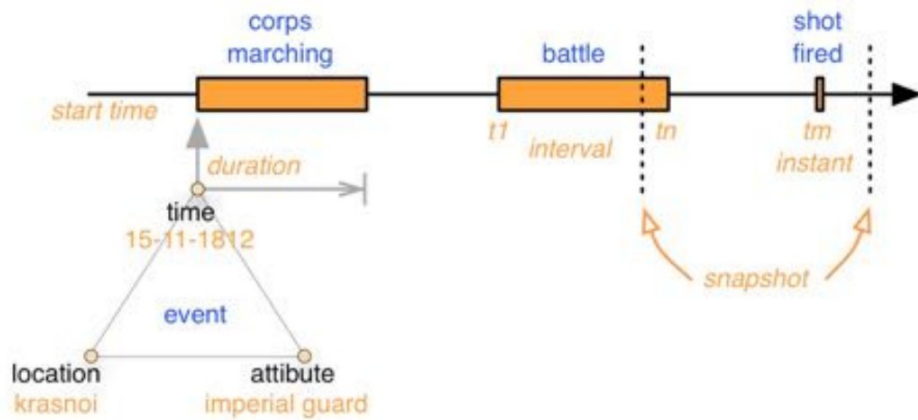 corps
marching
battle
shot
fired
start time
t1
interval
tn
tm
instant
duration
time
15-11-1812
snapshot
event
location
attibute
krasnoi
imperial guard